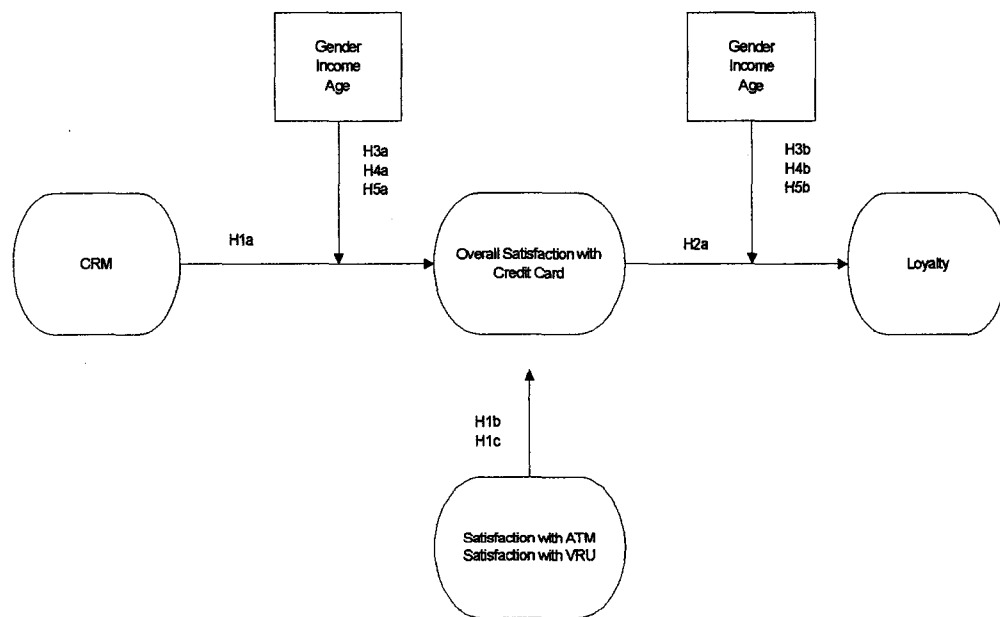 Gender
Income
Age
Gender
Income
Age
H3a
H4a
H5a
H3b
H4b
H5b
H1a
H2a
CRM
Overall Satisfaction with
Credit Card
Loyalty
H1b
H1c
Satisfaction with ATM
Satisfaction with VRU